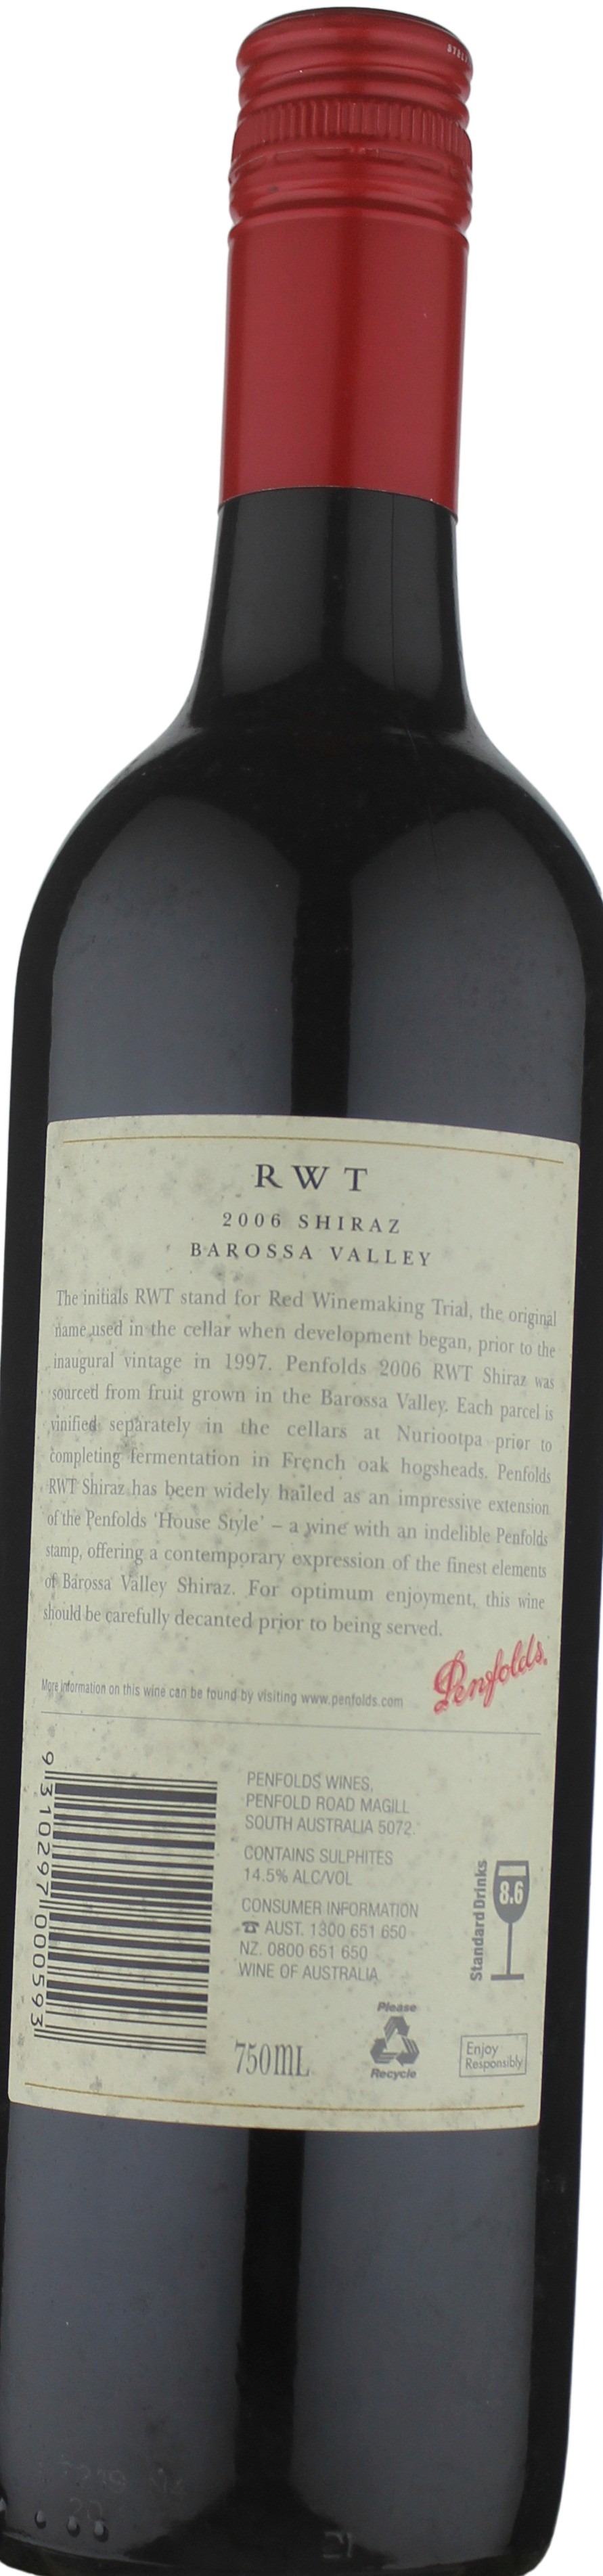 RWT
2006 SHIRAZ
BAROSSA VALLEY
The initials RWT stand for Red Winemaking Trial, the original
name used in the cellar when development began, prior to the
inaugural vintage in 1997. Penfolds 2006 RWT Shiraz was
sourced from fruit grown in the Barossa Valley. Each parcel is
vinified separately in the cellars at Nuriootpa prior to
completing fermentation in French oak hogsheads. Penfolds
RWT Shiraz has been widely hailed as an impressive extension
of the Penfolds 'House Style' – a wine with an indelible Penfolds
stamp, offering a contemporary expression of the finest elements
of Barossa Valley Shiraz. For optimum enjoyment, this wine
should be carefully decanted prior to being served.
Penfolds.
More information on this wine can be found by visiting www.penfolds.com
9 310297 000593
PENFOLDS WINES,
PENFOLD ROAD MAGILL
SOUTH AUSTRALIA 5072.
CONTAINS SULPHITES
14.5% ALC/VOL
CONSUMER INFORMATION
☎ AUST. 1300 651 650
NZ. 0800 651 650
WINE OF AUSTRALIA
Standard Drinks
8.6
750mL
Please
Recycle
Enjoy
Responsibly